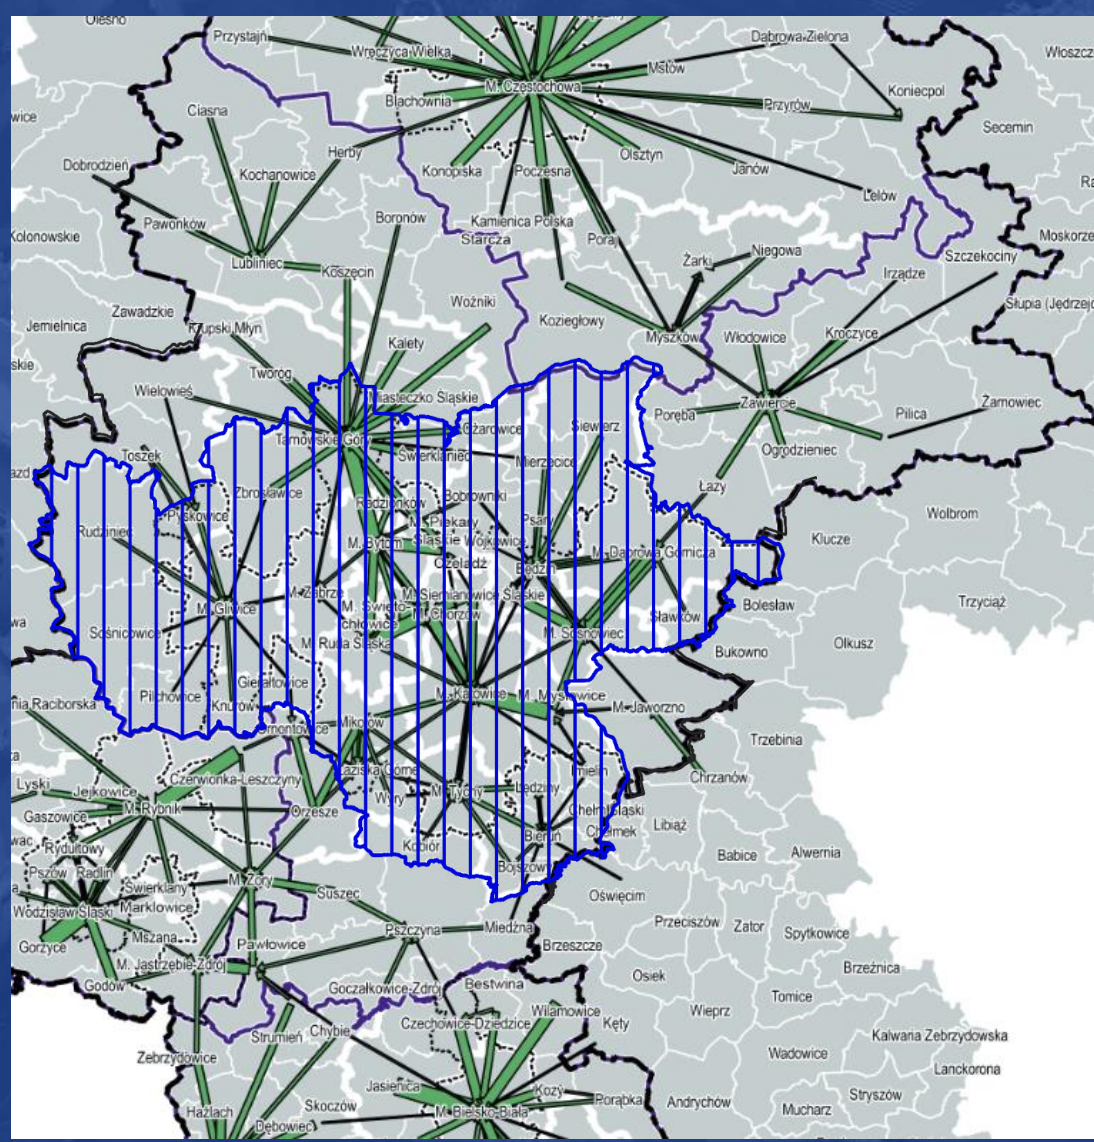 Olesno
Przystajń
Wręczyca Wielka
Dąbrowa Zielona
Włoszcz
M. Częstochowa
Mstów
Koniecpol
Blachownia
Przyrów
Ciasna
wice
Secemin
Herby
Olsztyn
Dobrodzień
Konopiska
Poczesna
Janów
Kochanowice
Lelów
Pawonków
Boronów
Kamienica Polska
Kolonowskie
Starcza
Poraj
Moskorze
Niegowa
Szczekociny
Lubliniec
Koszęcin
Żarki
Irządze
Woźniki
Słupia (Jędrzejo
Zawadzkie
Koziegłowy
Jemielnica
Krupski Młyn
Kroczyce
Myszków
Włodowice
Kalety
skie
Tworóg
Wielowieś
Miasteczko Śląskie
Zawiercie
Żarnowiec
Poręba
Pilica
Siewierz
Ożarowice
Tarnowskie Góry
Ogrodzieniec
Toszek
Świerklaniec
Mierzęcice
Zbrosławice
Łazy
Radzionków
Bobrowniki
Pyskowice
Wolbrom
M. Piekary
Śląskie
Psary
Rudziniec
Wojkowice
Klucze
M. Bytom
M. Dąbrowa Górnicza
Czeladź
Będzin
M. Zabrze
M. Siemianowice Śląskie
Trzyciąż
M. Gliwice
M. Święto-
chłowice
M. Chorzów
Bolesław
Sławków
Sośnicowice
M. Sosnowiec
M. Ruda Śląska
Olkusz
Bukowno
Gierałtowice
Pilchowice
M. Katowice
M. Mysłowice
Knurów
M. Jaworzno
nia Raciborska
Mikołów
Ornontowice
Trzebinia
Łaziska Górne
Imielin
Chrzanów
Czerwionka-Leszczyny
Lyski
Jejkowice
Wyry
M. Tychy
Lędziny
M. Rybnik
Orzesze
Chełm Śląski
Gaszowice
Libiąż
Bieruń
Chełmek
Rydułtowy
Kobiór
Babice
Alwernia
Pszów
Radlin
Bojszowy
M. Żory
Świerklany
Suszec
Oświęcim
Wodzisław Śląski
Marklowice
Przeciszów
Zator
Spytkowice
Mszana
Pszczyna
Miedźna
Gorzyce
Pawłowice
Brzeszcze
M. Jastrzębie-Zdrój
Brzeźnica
Osiek
Godów
Goczałkowice-Zdrój
Bestwina
Tomice
Wilamowice
Wieprz
Czechowice-Dziedzice
Kęty
Chybie
Strumień
Kalwaria Zebrzydowska
Zebrzydowice
Wadowice
Lanckorona
Jasienica
Kozy
Stryszów
Porąbka
Andrychów
Skoczów
Mucharz
Hażlach
M. Bielsko-Biała
Dębowiec